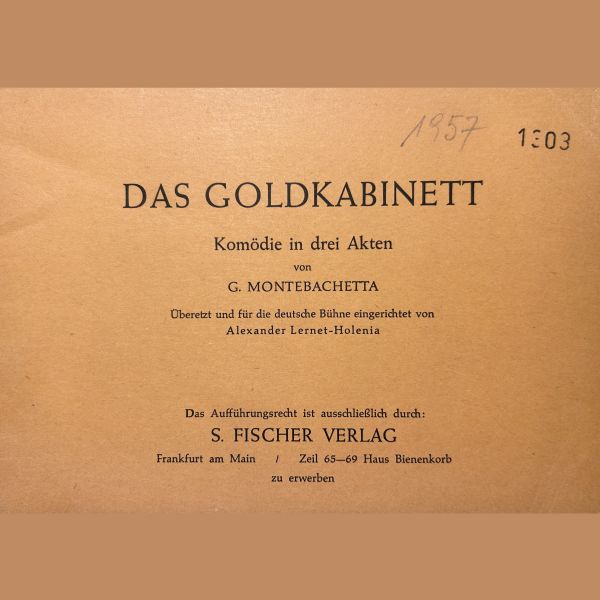 1957
1303
DAS GOLDKABINETT
Komödie in drei Akten
von
G. MONTEBACHETTA
Überetzt und für die deutsche Bühne eingerichtet von
Alexander Lernet-Holenia
Das Aufführungsrecht ist ausschließlich durch:
S. FISCHER VERLAG
Frankfurt am Main / Zeil 65—69 Haus Bienenkorb
zu erwerben